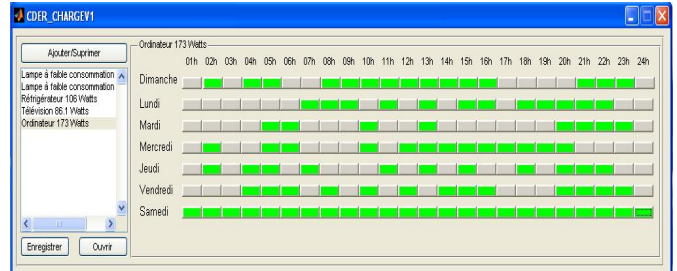 CDER_CHARGEV1
Ajouter/Suprimer
Lampe à faible consommation
Lampe à faible consommation
Réfrigérateur 106 Watts
Télévision 86.1 Watts
Ordinateur 173 Watts
Enregistrer Ouvrir
Ordinateur 173 Watts
01h 02h 03h 04h 05h 06h 07h 08h 09h 10h 11h 12h 13h 14h 15h 16h 17h 18h 19h 20h 21h 22h 23h 24h
Dimanche
Lundi
Mardi
Mercredi
Jeudi
Vendredi
Samedi